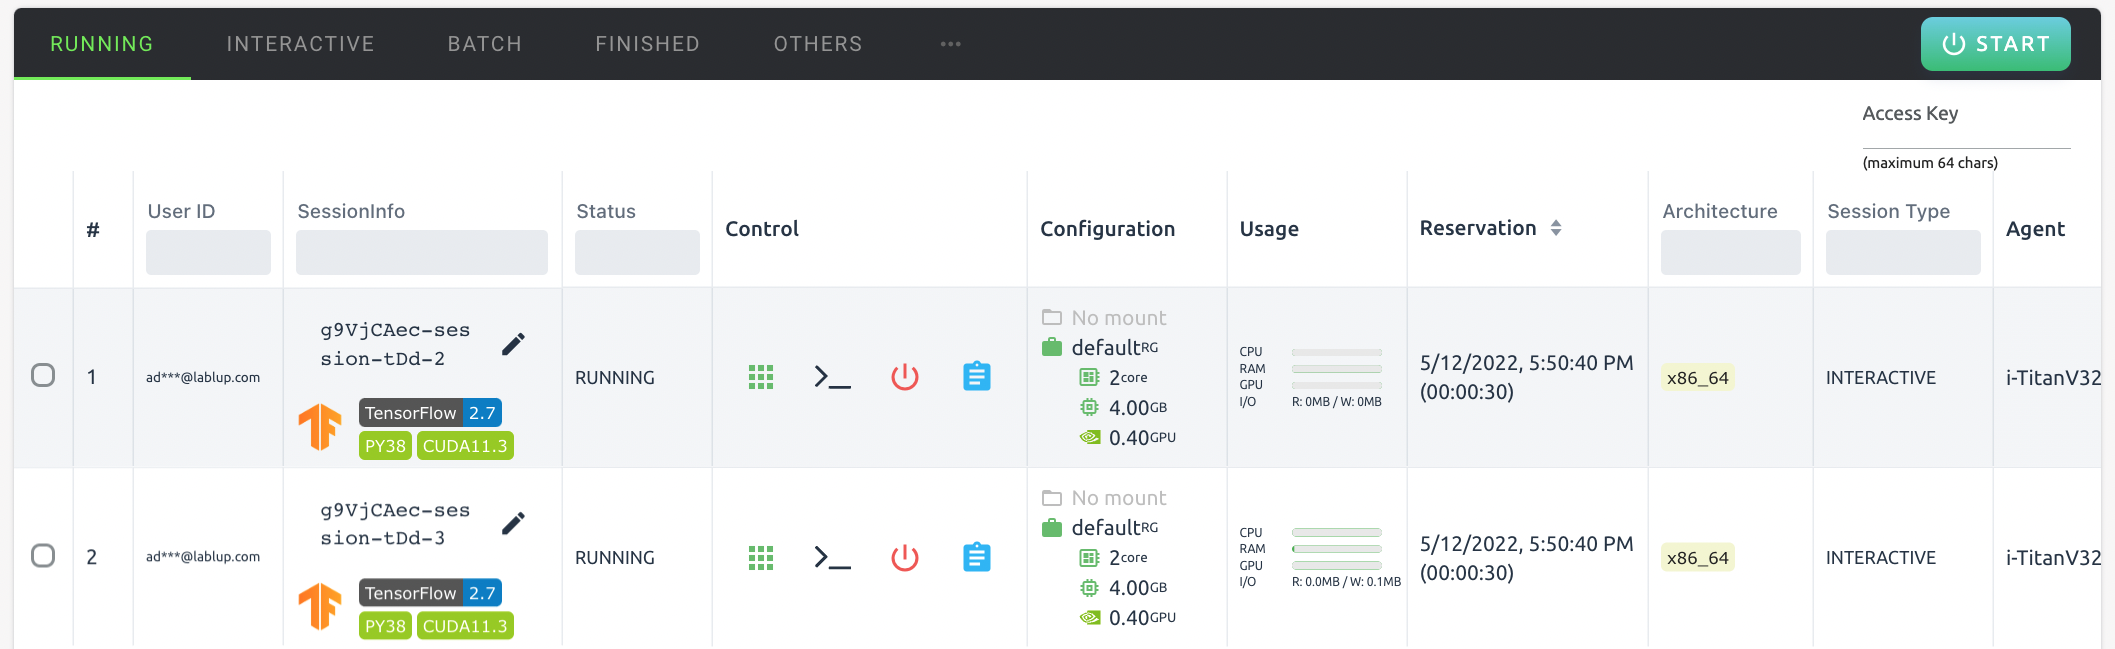 RUNNING INTERACTIVE BATCH FINISHED OTHERS ••• START
Access Key
(maximum 64 chars)
# User ID SessionInfo Status Control Configuration Usage Reservation Architecture Session Type Agent
1
ad***@lablup.com
g9VjCAec-ses
sion-tDd-2
TensorFlow 2.7
PY38 CUDA11.3
RUNNING
No mount
defaultRG
2core
4.00GB
0.40GPU
CPU
RAM
GPU
I/O R: 0MB / W: 0MB
5/12/2022, 5:50:40 PM
(00:00:30)
x86_64
INTERACTIVE
i-TitanV32
2
ad***@lablup.com
g9VjCAec-ses
sion-tDd-3
TensorFlow 2.7
PY38 CUDA11.3
RUNNING
No mount
defaultRG
2core
4.00GB
0.40GPU
CPU
RAM
GPU
I/O R: 0.0MB / W: 0.1MB
5/12/2022, 5:50:40 PM
(00:00:30)
x86_64
INTERACTIVE
i-TitanV32